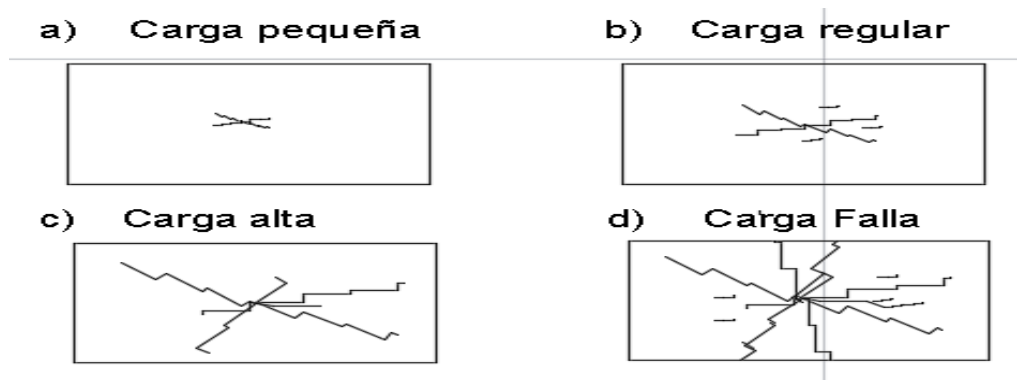 a) Carga pequeña
b) Carga regular
c) Carga alta
d) Carga Falla